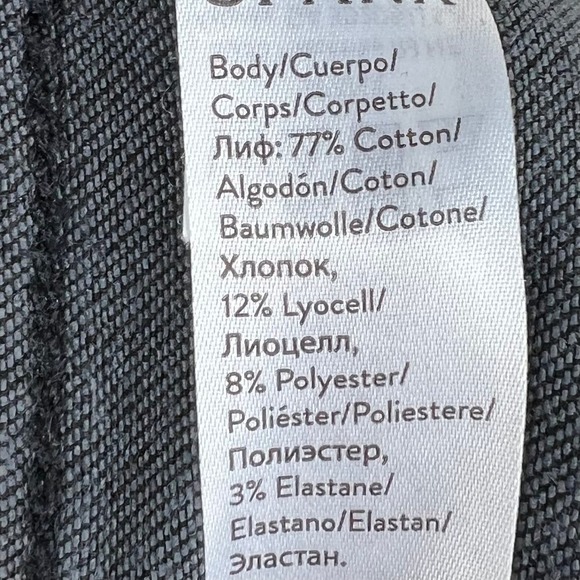 Body/Cuerpo/
Corps/Corpetto/
Лиф: 77% Cotton/
Algodón/Coton/
Baumwolle/Cotone/
Хлопок,
12% Lyocell/
Лиоцелл,
8% Polyester/
Poliéster/Poliestere/
Полиэстер,
3% Elastane/
Elastano/Elastan/
Эластан.